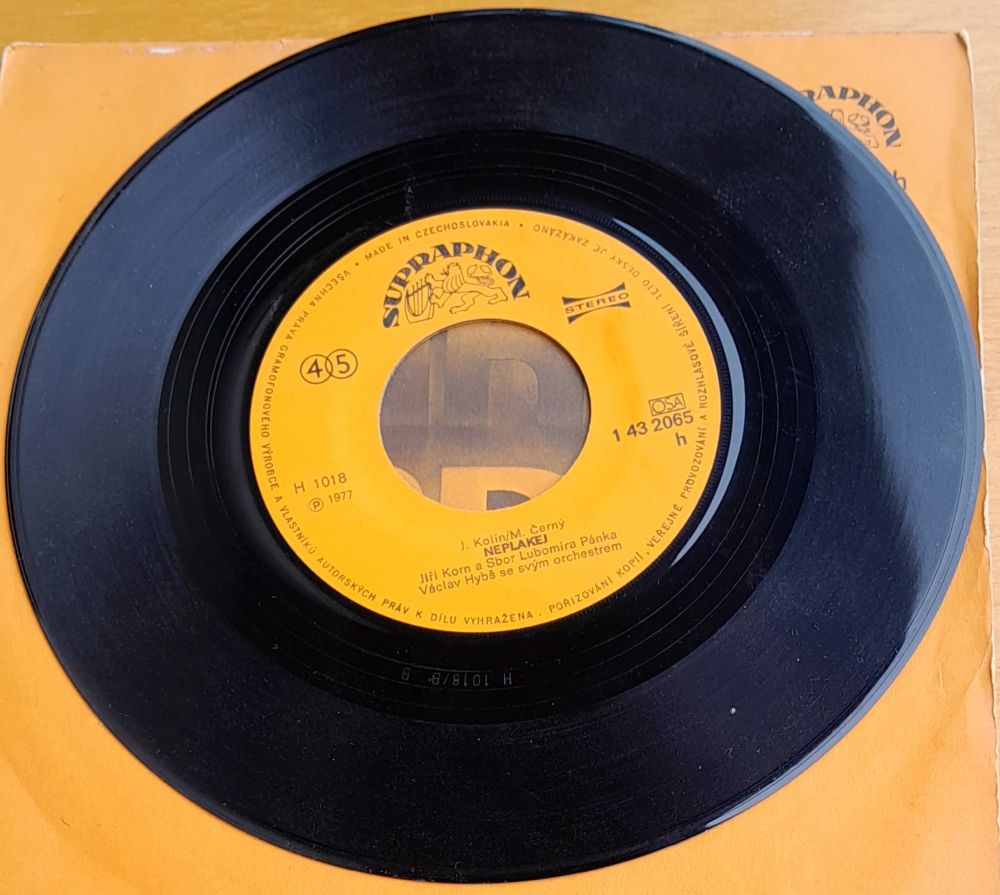 SUPRAPHON
h
• MADE IN CZECHOSLOVAKIA •
VŠECHNA PRÁVA GRAMOFONOVÉHO VÝROBCE A VLASTNÍKŮ AUTORSKÝCH PRÁV K DÍLU VYHRAŽENA . POŘIZOVÁNÍ KOPIÍ, VEŘEJNÉ PROVOZOVÁNÍ A ROZHLASOVÉ ŠÍŘENÍ TÉTO DESKY JE ZAKÁZÁNO
SUPRAPHON
STEREO
45
OSA
1 43 2065
h
H 1018
Ⓟ 1977
J. Kolín/M. Černý
NEPLAKEJ
Jiří Korn a Sbor Lubomíra Pánka
Václav Hybš se svým orchestrem
H 1018/B B